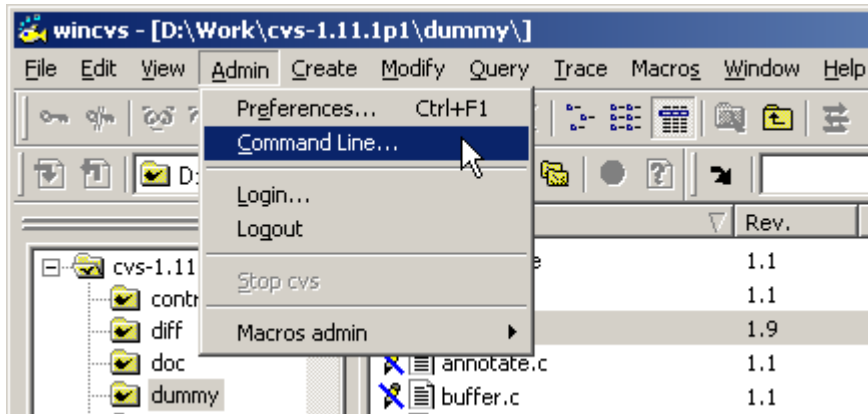 wincvs - [D:\Work\cvs-1.11.1p1\dummy\]
File Edit View Admin Create Modify Query Trace Macros Window Help
Preferences... Ctrl+F1
Command Line...
D:
Login...
Logout
Rev.
cvs-1.11
1.1
Stop cvs
contr
1.1
diff
Macros admin
1.9
doc
annotate.c
1.1
dummy
buffer.c
1.1